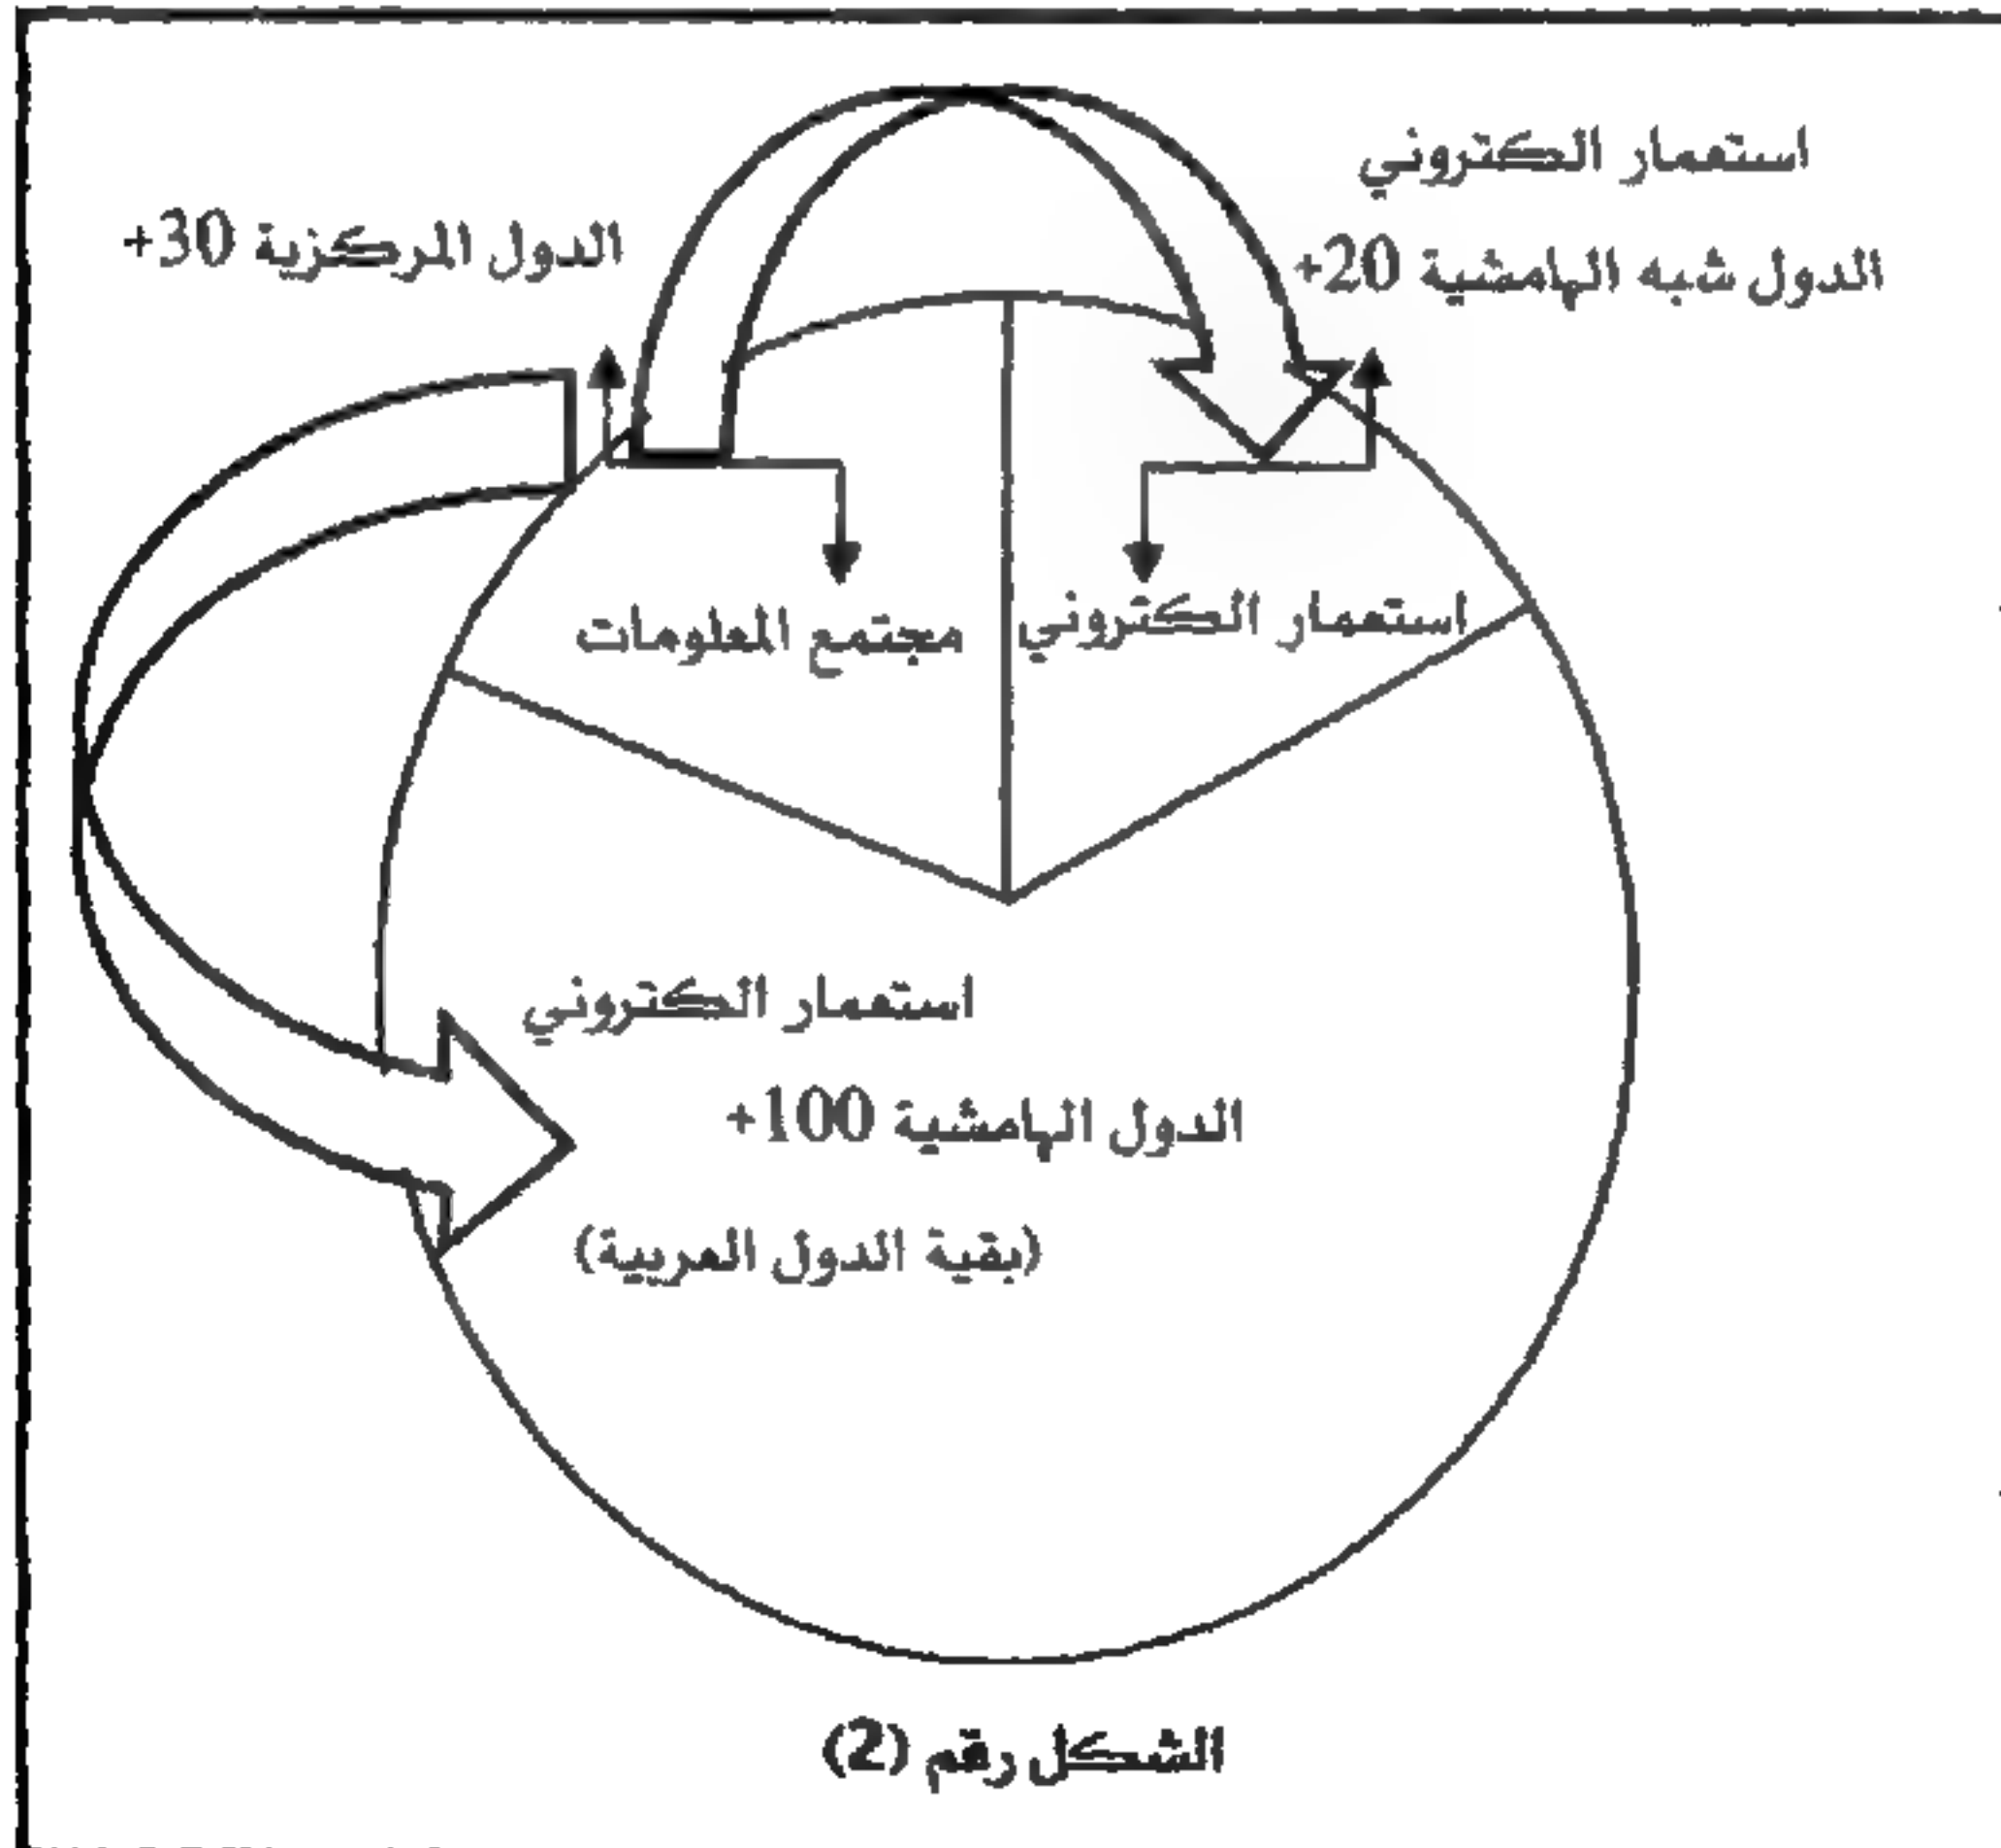 استعمار الكتروني
الدول شبه الهامشية 20+
الدول المركزية 30+
استعمار الكتروني
مجتمع المعلومات
استعمار الكتروني
الدول الهامشية 100+
(بقية الدول العربية)
الشكل رقم (2)